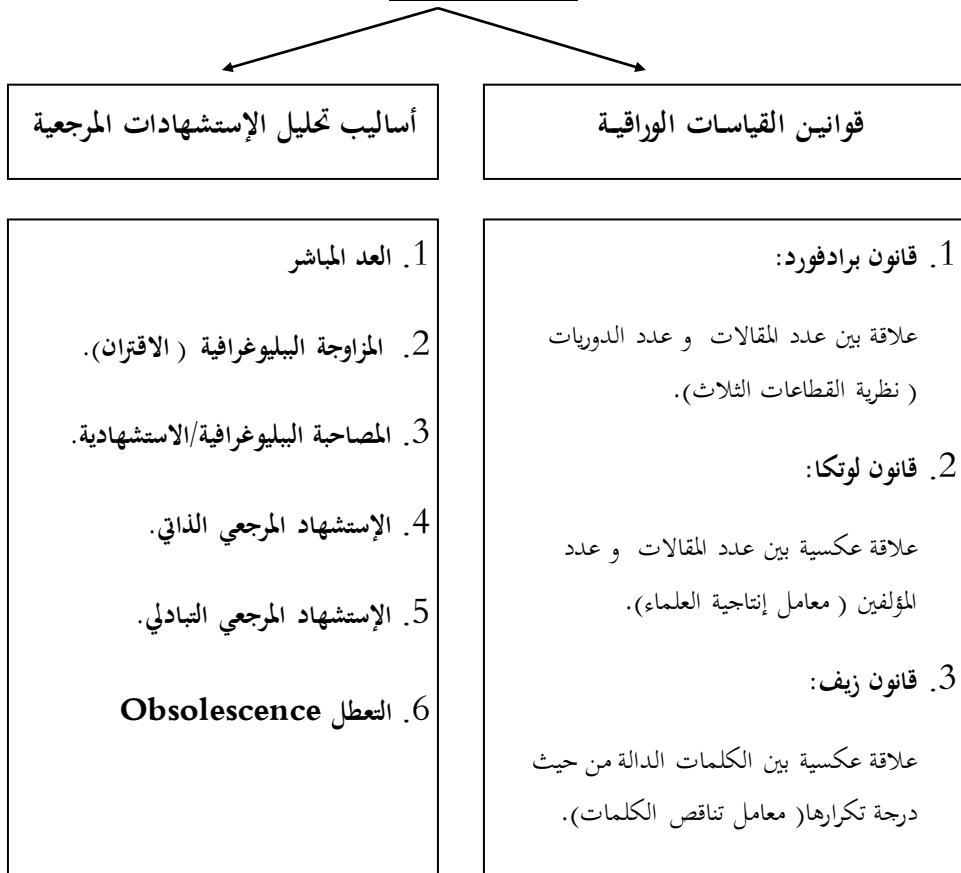 قوانين القياسات الوراقية
1. قانون برادفورد:
علاقة بين عدد المقالات و عدد الدوريات
( نظرية القطاعات الثلاث).
2. قانون لوتكا:
علاقة عكسية بين عدد المقالات و عدد
المؤلفين ( معامل إنتاجية العلماء).
3. قانون زيف:
علاقة عكسية بين الكلمات الدالة من حيث
درجة تكرارها( معامل تناقص الكلمات).
أساليب تحليل الإستشهادات المرجعية
1. العد المباشر
2. المزاوجة الببليوغرافية ( الاقتران).
3. المصاحبة الببليوغرافية/الاستشهادية.
4. الإستشهاد المرجعي الذاتي.
5. الإستشهاد المرجعي التبادلي.
6. التعطل Obsolescence